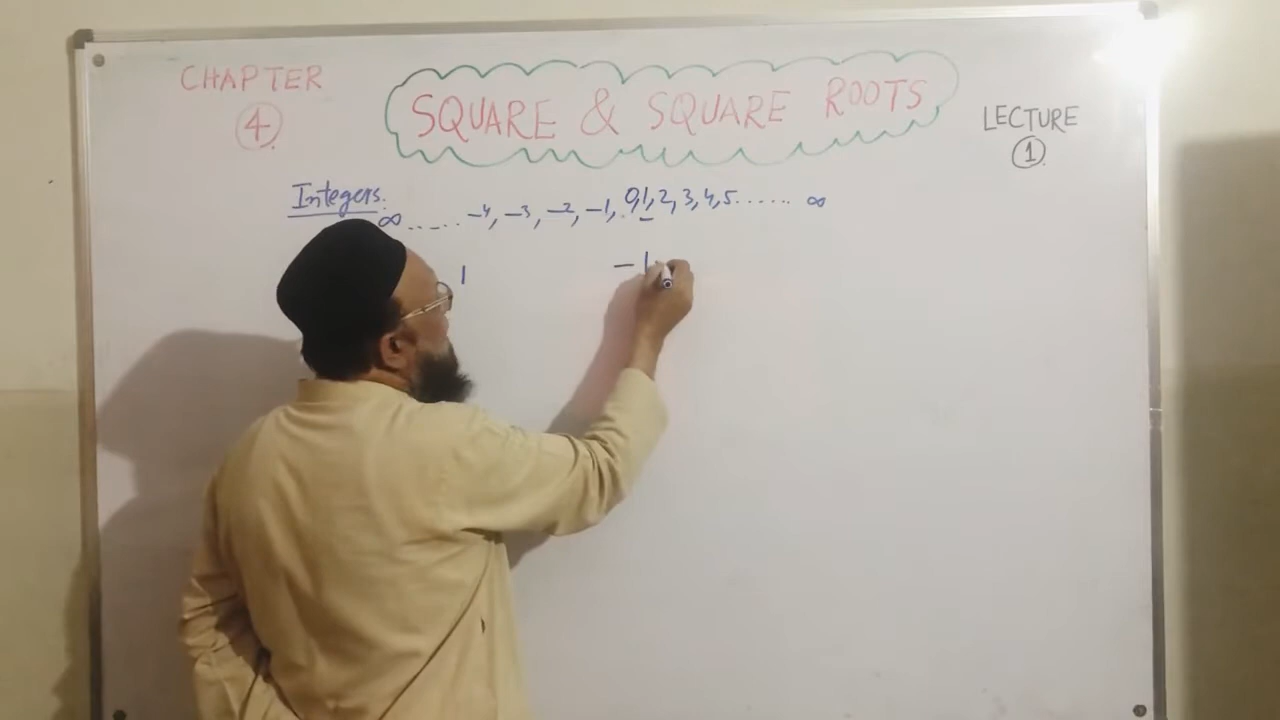 CHAPTER
4.
SQUARE & SQUARE ROOTS
LECTURE
1
Integers.
∞ ...... -4, -3, -2, -1, 0, 1, 2, 3, 4, 5 ...... ∞
1 -1